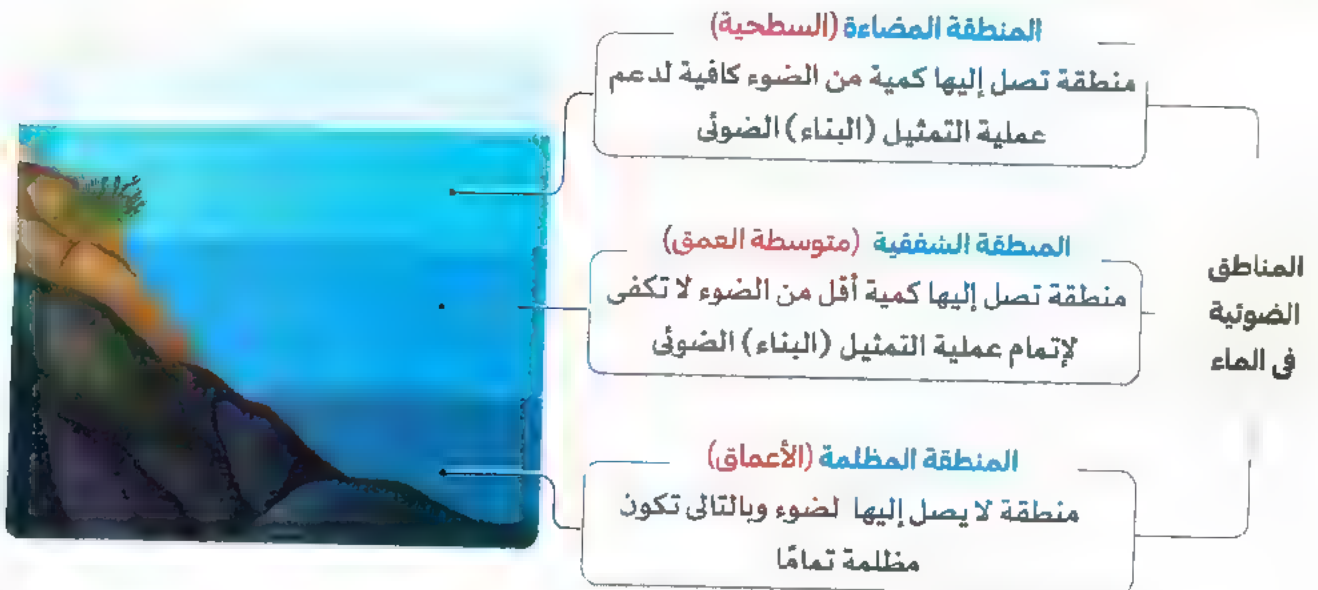 المناطق
الضوئية
فى الماء
المنطقة المضاءة (السطحية)
منطقة تصل إليها كمية من الضوء كافية لدعم
عملية التمثيل (البناء) الضوئى
المنطقة الشفقية (متوسطة العمق)
منطقة تصل إليها كمية أقل من الضوء لا تكفى
لإتمام عملية التمثيل (البناء) الضوئى
المنطقة المظلمة (الأعماق)
منطقة لا يصل إليها لضوء وبالتالى تكون
مظلمة تمامًا